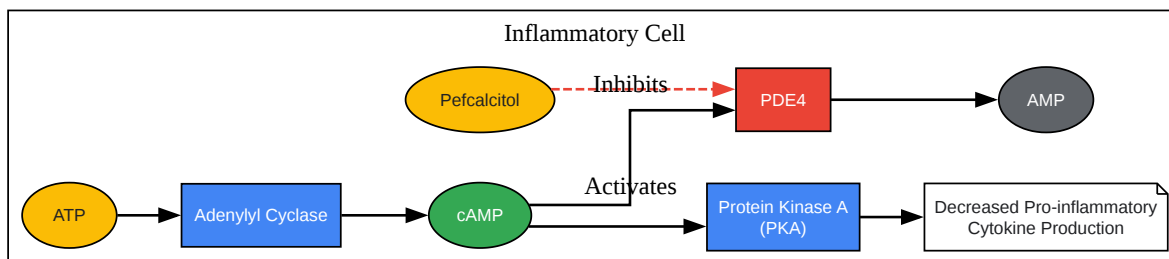 Inflammatory Cell
Pefcalcitol
Inhibits
PDE4
AMP
ATP
Adenylyl Cyclase
cAMP
Activates
Protein Kinase A
(PKA)
Decreased Pro-inflammatory
Cytokine Production